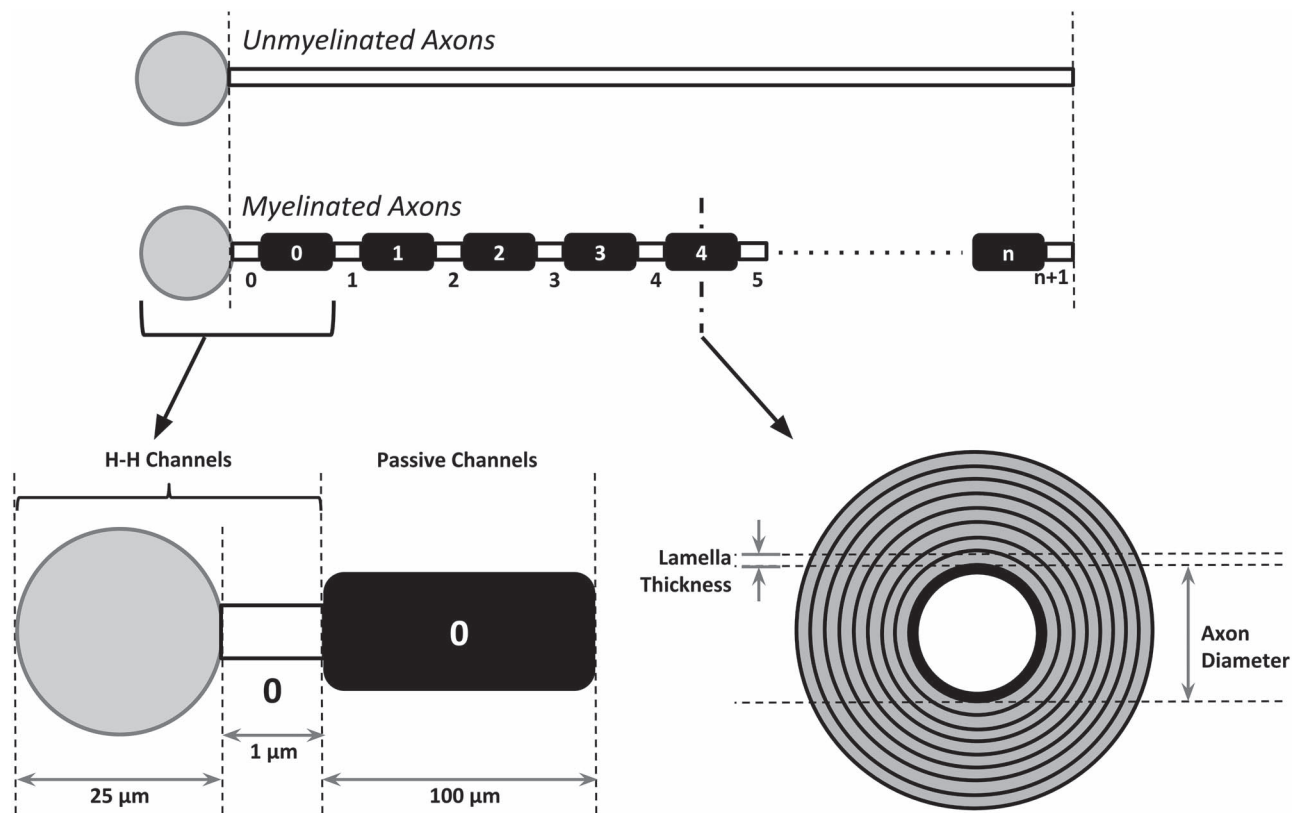 Unmyelinated Axons
Myelinated Axons
0 1 2 3 4 n
0 1 2 3 4 5 n+1
H-H Channels
Passive Channels
Lamella
Thickness
Axon
Diameter
0
0
1 µm
25 µm
100 µm